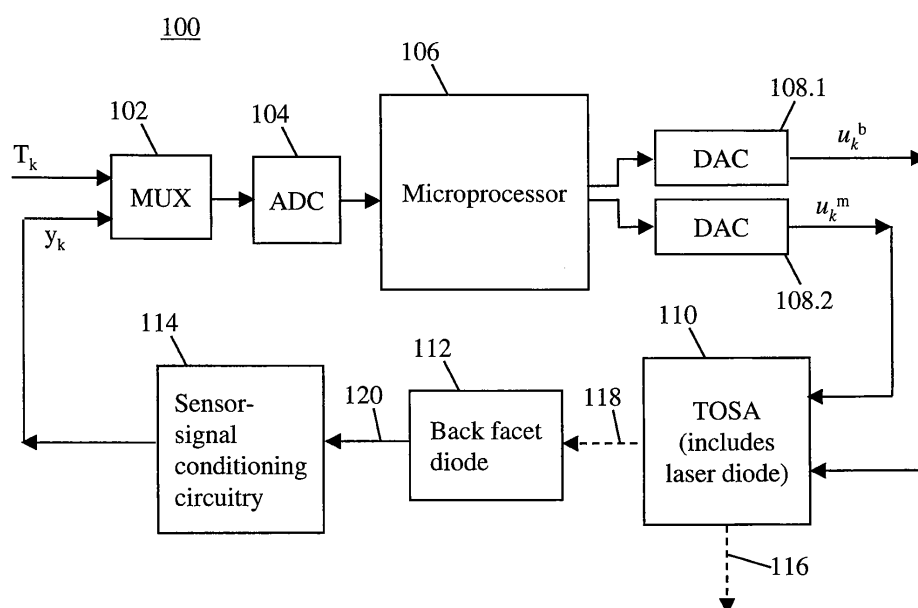 100
106
108.1
102
104
T_k
MUX
ADC
Microprocessor
DAC
u_k^b
y_k
DAC
u_k^m
108.2
114
112
110
120
118
Sensor-
signal
conditioning
circuitry
Back facet
diode
TOSA
(includes
laser diode)
116